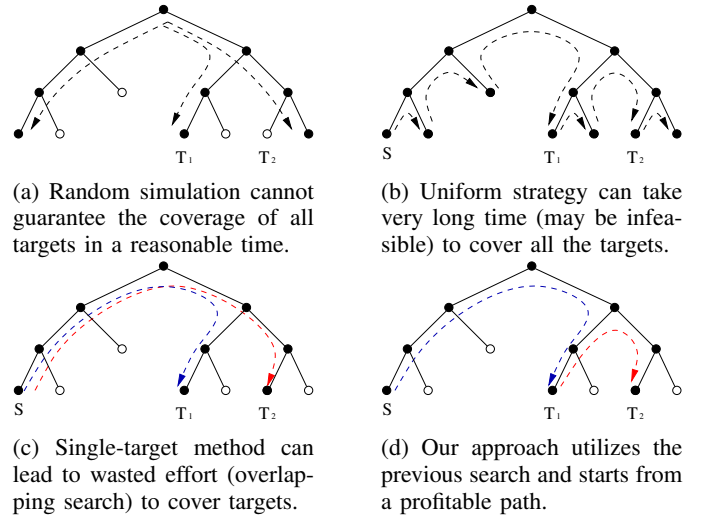 T1
T2
S
T1
T2
(a) Random simulation cannot
guarantee the coverage of all
targets in a reasonable time.
(b) Uniform strategy can take
very long time (may be infea-
sible) to cover all the targets.
S
T1
T2
T1
T2
(c) Single-target method can
lead to wasted effort (overlap-
ping search) to cover targets.
(d) Our approach utilizes the
previous search and starts from
a profitable path.